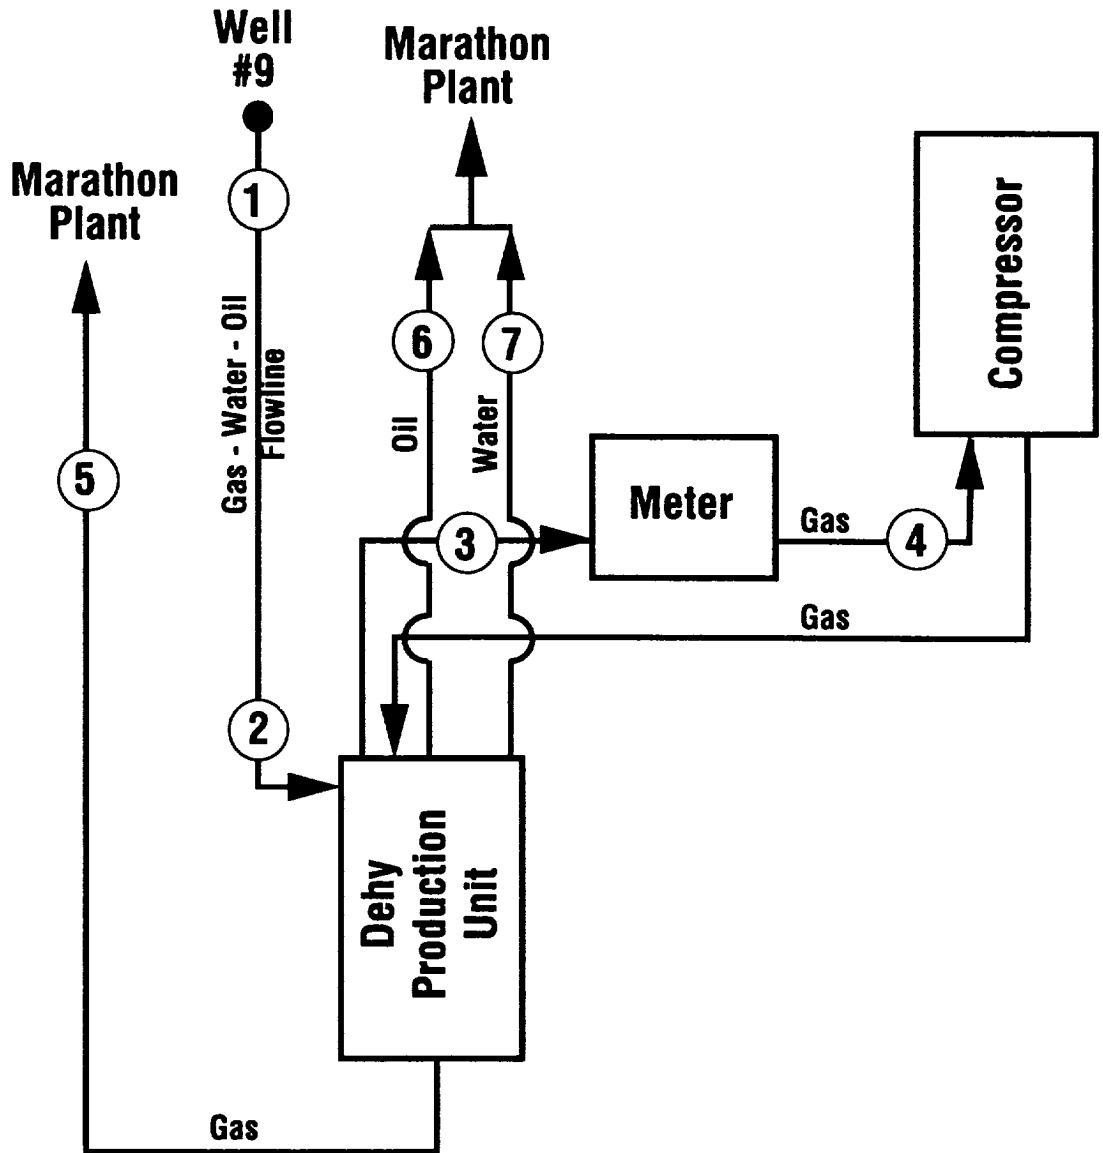 Well
#9
Marathon
Plant
Marathon
Plant
1
Gas - Water - Oil
Flowline
6
7
Oil
Water
Compressor
5
Meter
3
Gas
4
Gas
2
Dehy
Production
Unit
Gas